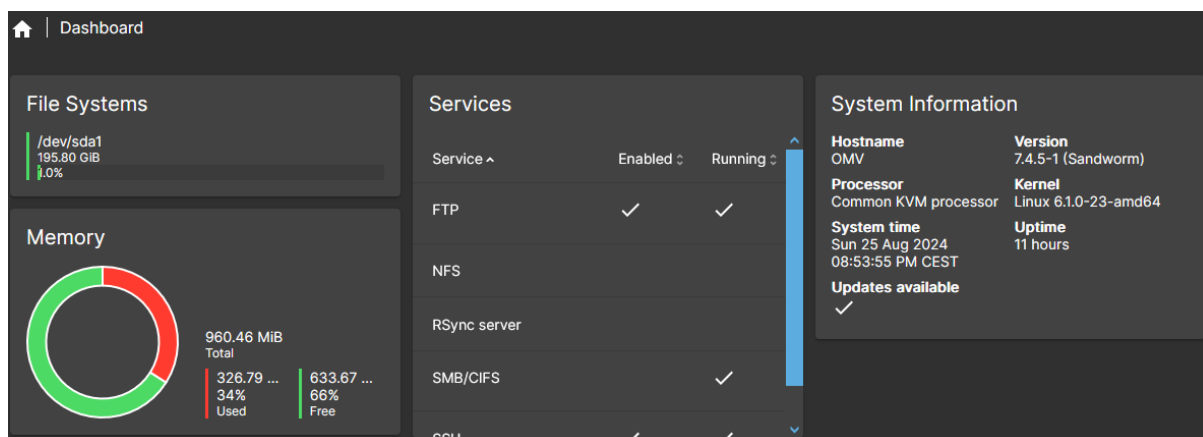 Dashboard
File Systems
/dev/sda1
195.80 GiB
1.0%
Memory
960.46 MiB
Total
326.79 ...
34%
Used
633.67 ...
66%
Free
Services
Service Enabled Running
FTP
NFS
RSync server
SMB/CIFS
SSH
System Information
Hostname
OMV
Version
7.4.5-1 (Sandworm)
Processor
Common KVM processor
Kernel
Linux 6.1.0-23-amd64
System time
Sun 25 Aug 2024
08:53:55 PM CEST
Uptime
11 hours
Updates available